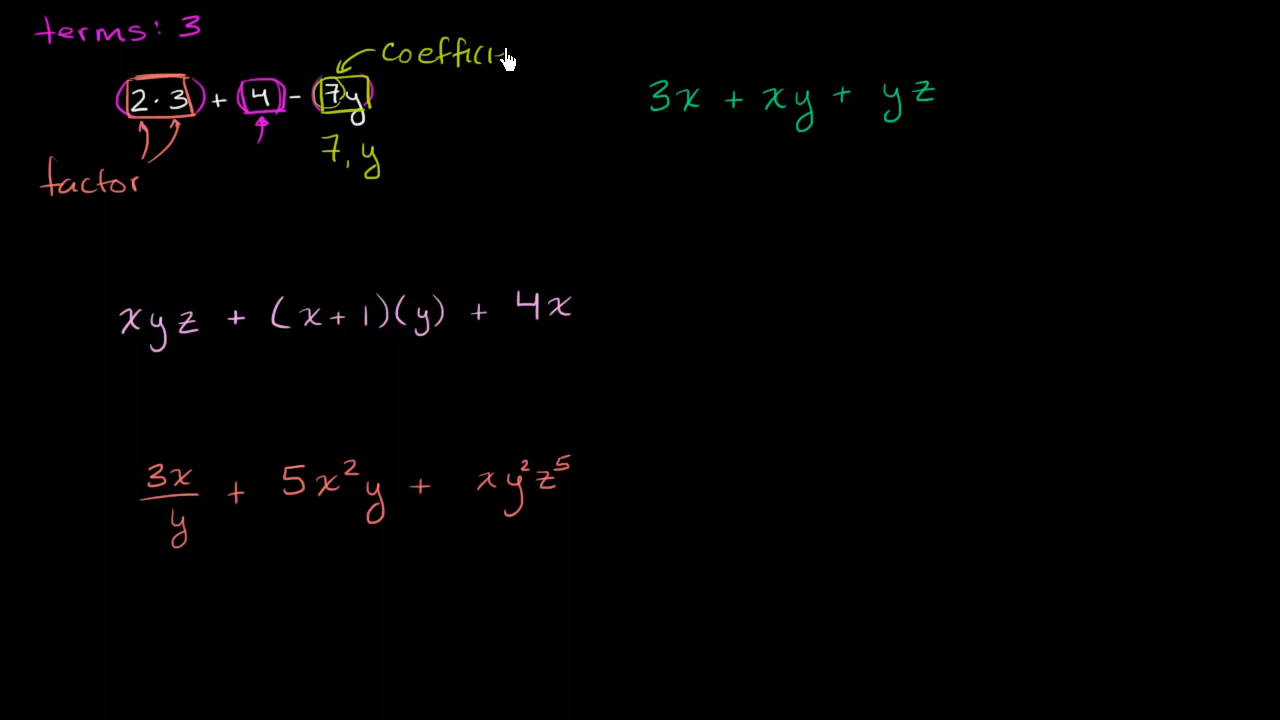 terms: 3
coeffici
(2·3) + (4) - (7y)
3x + xy + yz
7, y
factor
xyz + (x+1)(y) + 4x
3x/y + 5x²y + xy²z⁵